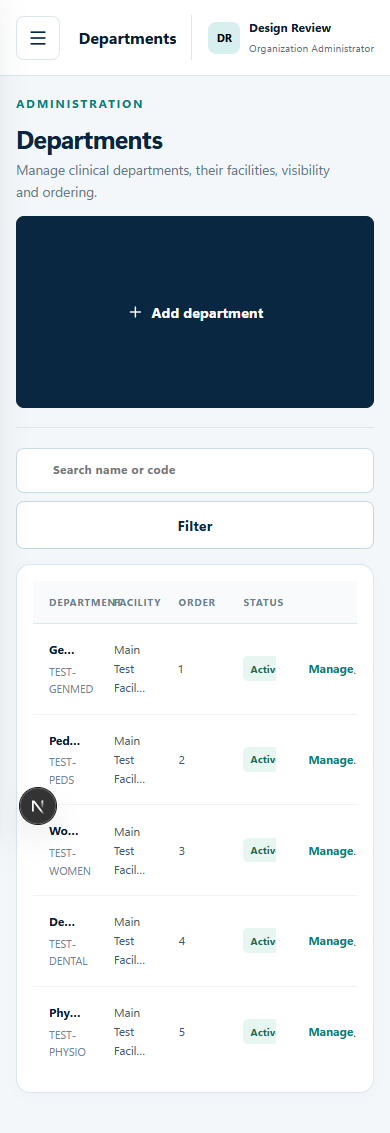 Departments
DR
Design Review
Organization Administrator
ADMINISTRATION
Departments
Manage clinical departments, their facilities, visibility
and ordering.
+ Add department
Search name or code
Filter
DEPARTMENT FACILITY ORDER STATUS
Ge... Main Test Facil... 1 Activ Manage.
TEST-
GENMED
Ped... Main Test Facil... 2 Activ Manage.
TEST-
PEDS
N
Wo... Main Test Facil... 3 Activ Manage.
TEST-
WOMEN
De... Main Test Facil... 4 Activ Manage.
TEST-
DENTAL
Phy... Main Test Facil... 5 Activ Manage.
TEST-
PHYSIO